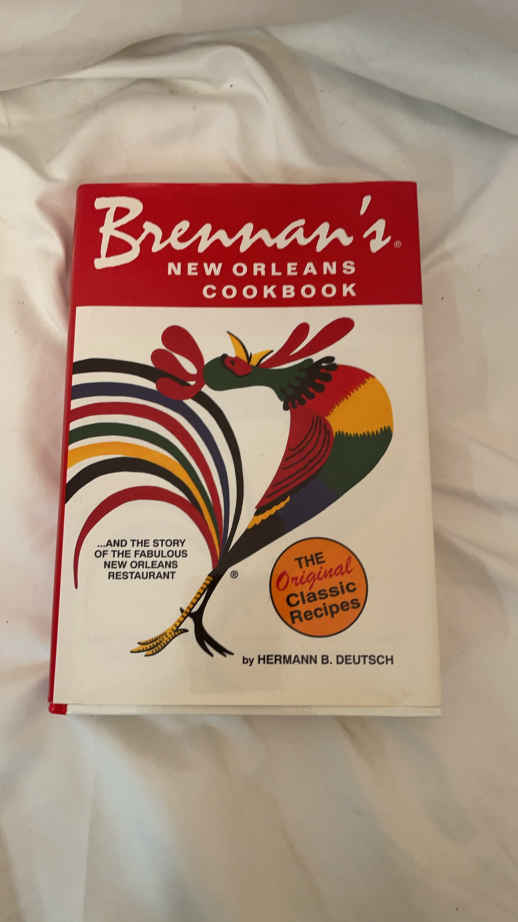 Brennan's®
NEW ORLEANS
COOKBOOK
...AND THE STORY
OF THE FABULOUS
NEW ORLEANS
RESTAURANT
®
THE
Original
Classic
Recipes
by HERMANN B. DEUTSCH